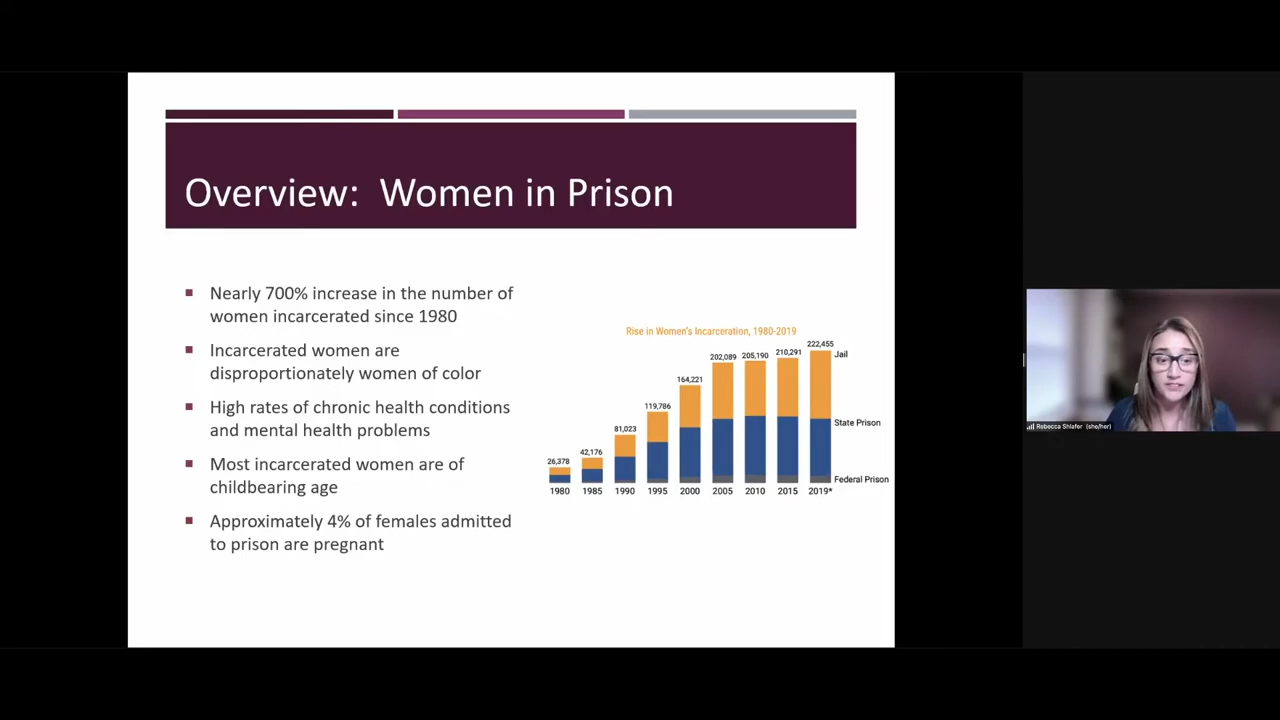 Overview:  Women in Prison
Nearly 700% increase in the number of
women incarcerated since 1980
Incarcerated women are
disproportionately women of color
High rates of chronic health conditions
and mental health problems
Most incarcerated women are of
childbearing age
Approximately 4% of females admitted
to prison are pregnant
Rise in Women's Incarceration, 1980-2019
26,378
42,176
81,023
119,786
164,221
202,089
205,190
210,291
222,455
Jail
State Prison
Federal Prison
1980
1985
1990
1995
2000
2005
2010
2015
2019*
Rebecca Shlafer (she/her)